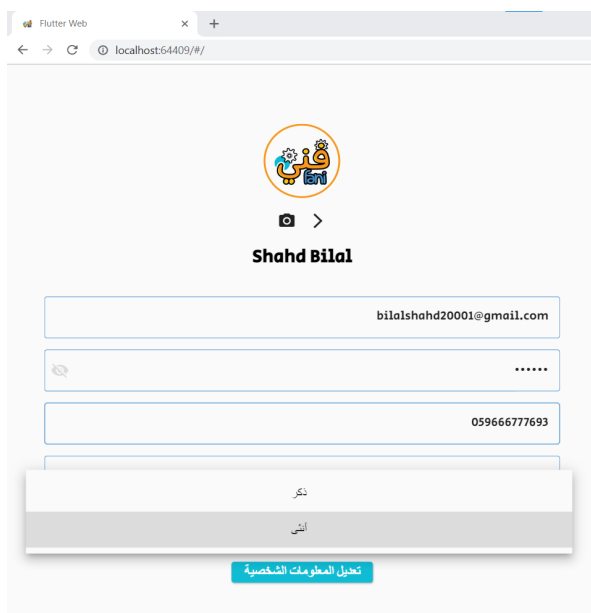 Flutter Web
localhost:64409/#/
فني
fani
Shahd Bilal
bilalshahd20001@gmail.com
••••••
059666777693
ذكر
أنثى
تعديل المعلومات الشخصية